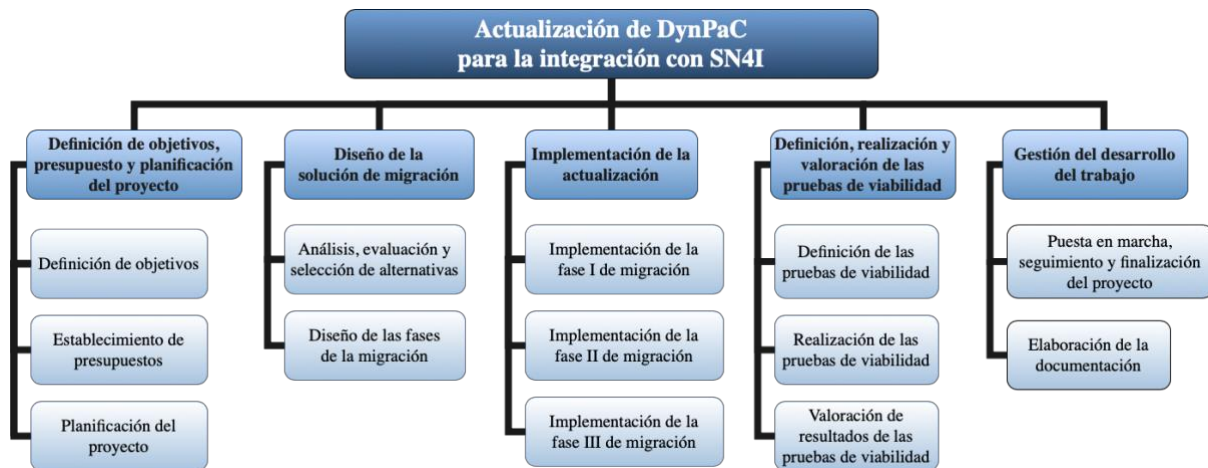 Actualización de DynPaC
para la integración con SN4I
Definición de objetivos,
presupuesto y planificación
del proyecto
Definición de objetivos
Establecimiento de
presupuestos
Planificación del
proyecto
Diseño de la
solución de migración
Análisis, evaluación y
selección de alternativas
Diseño de las fases
de la migración
Implementación de la
actualización
Implementación de la
fase I de migración
Implementación de la
fase II de migración
Implementación de la
fase III de migración
Definición, realización y
valoración de las
pruebas de viabilidad
Definición de las
pruebas de viabilidad
Realización de las
pruebas de viabilidad
Valoración de
resultados de las
pruebas de viabilidad
Gestión del desarrollo
del trabajo
Puesta en marcha,
seguimiento y finalización
del proyecto
Elaboración de la
documentación